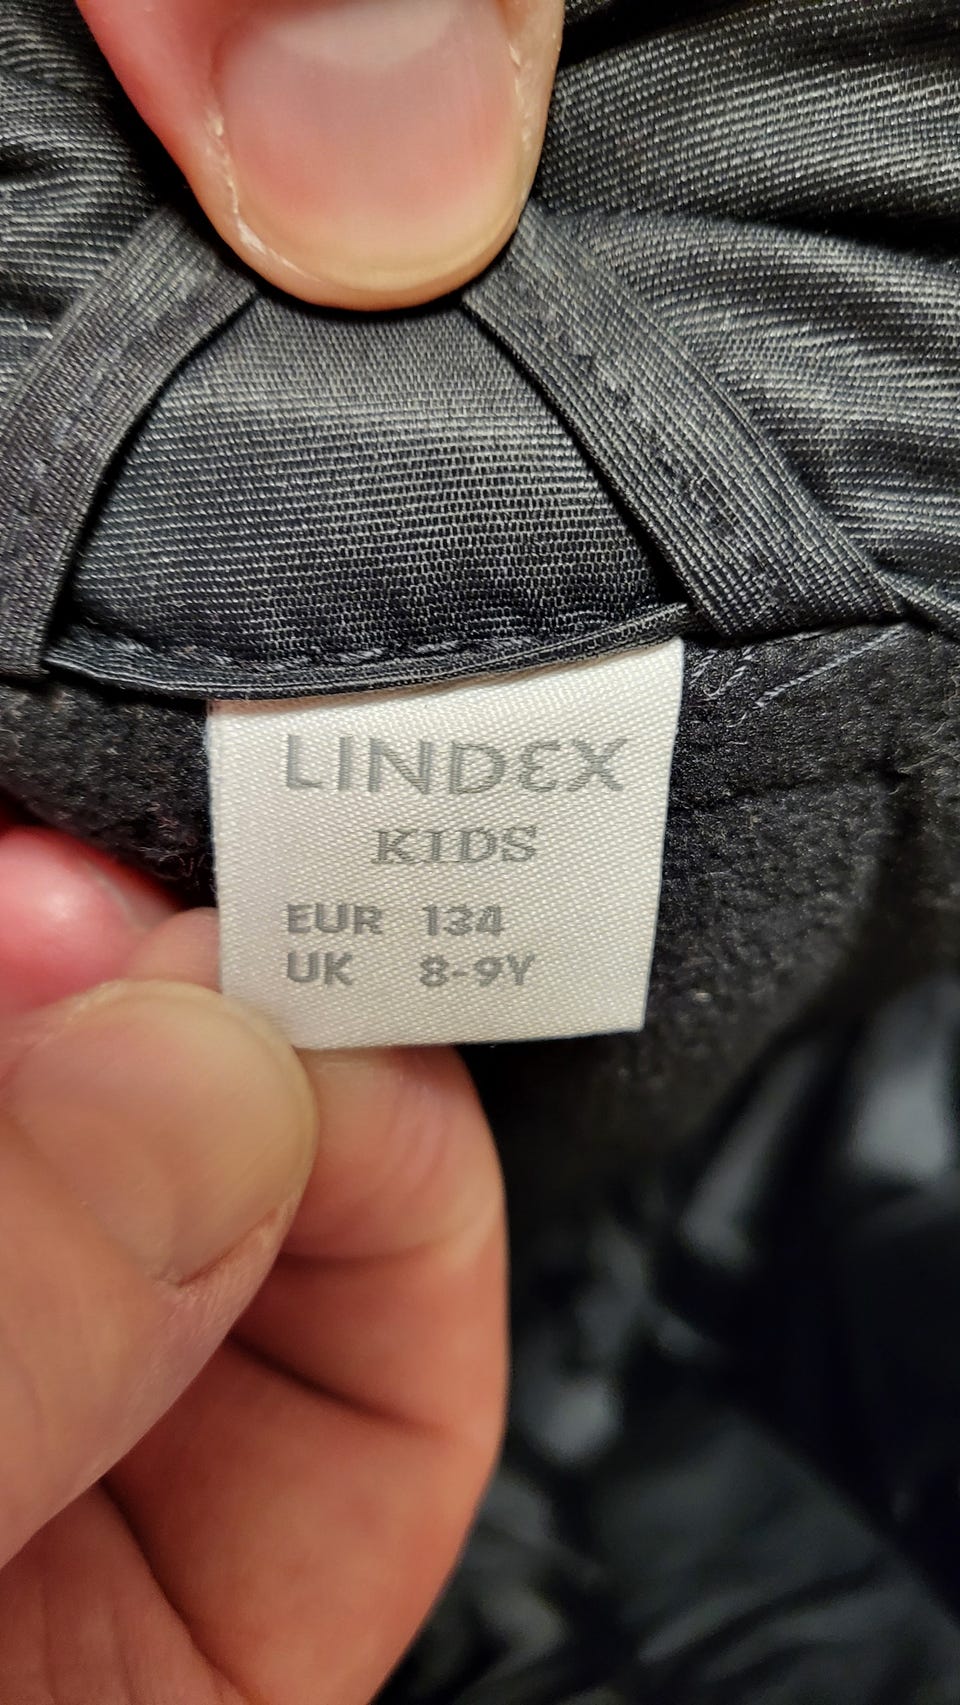 LINDEX
KIDS
EUR 134
UK 8-9Y